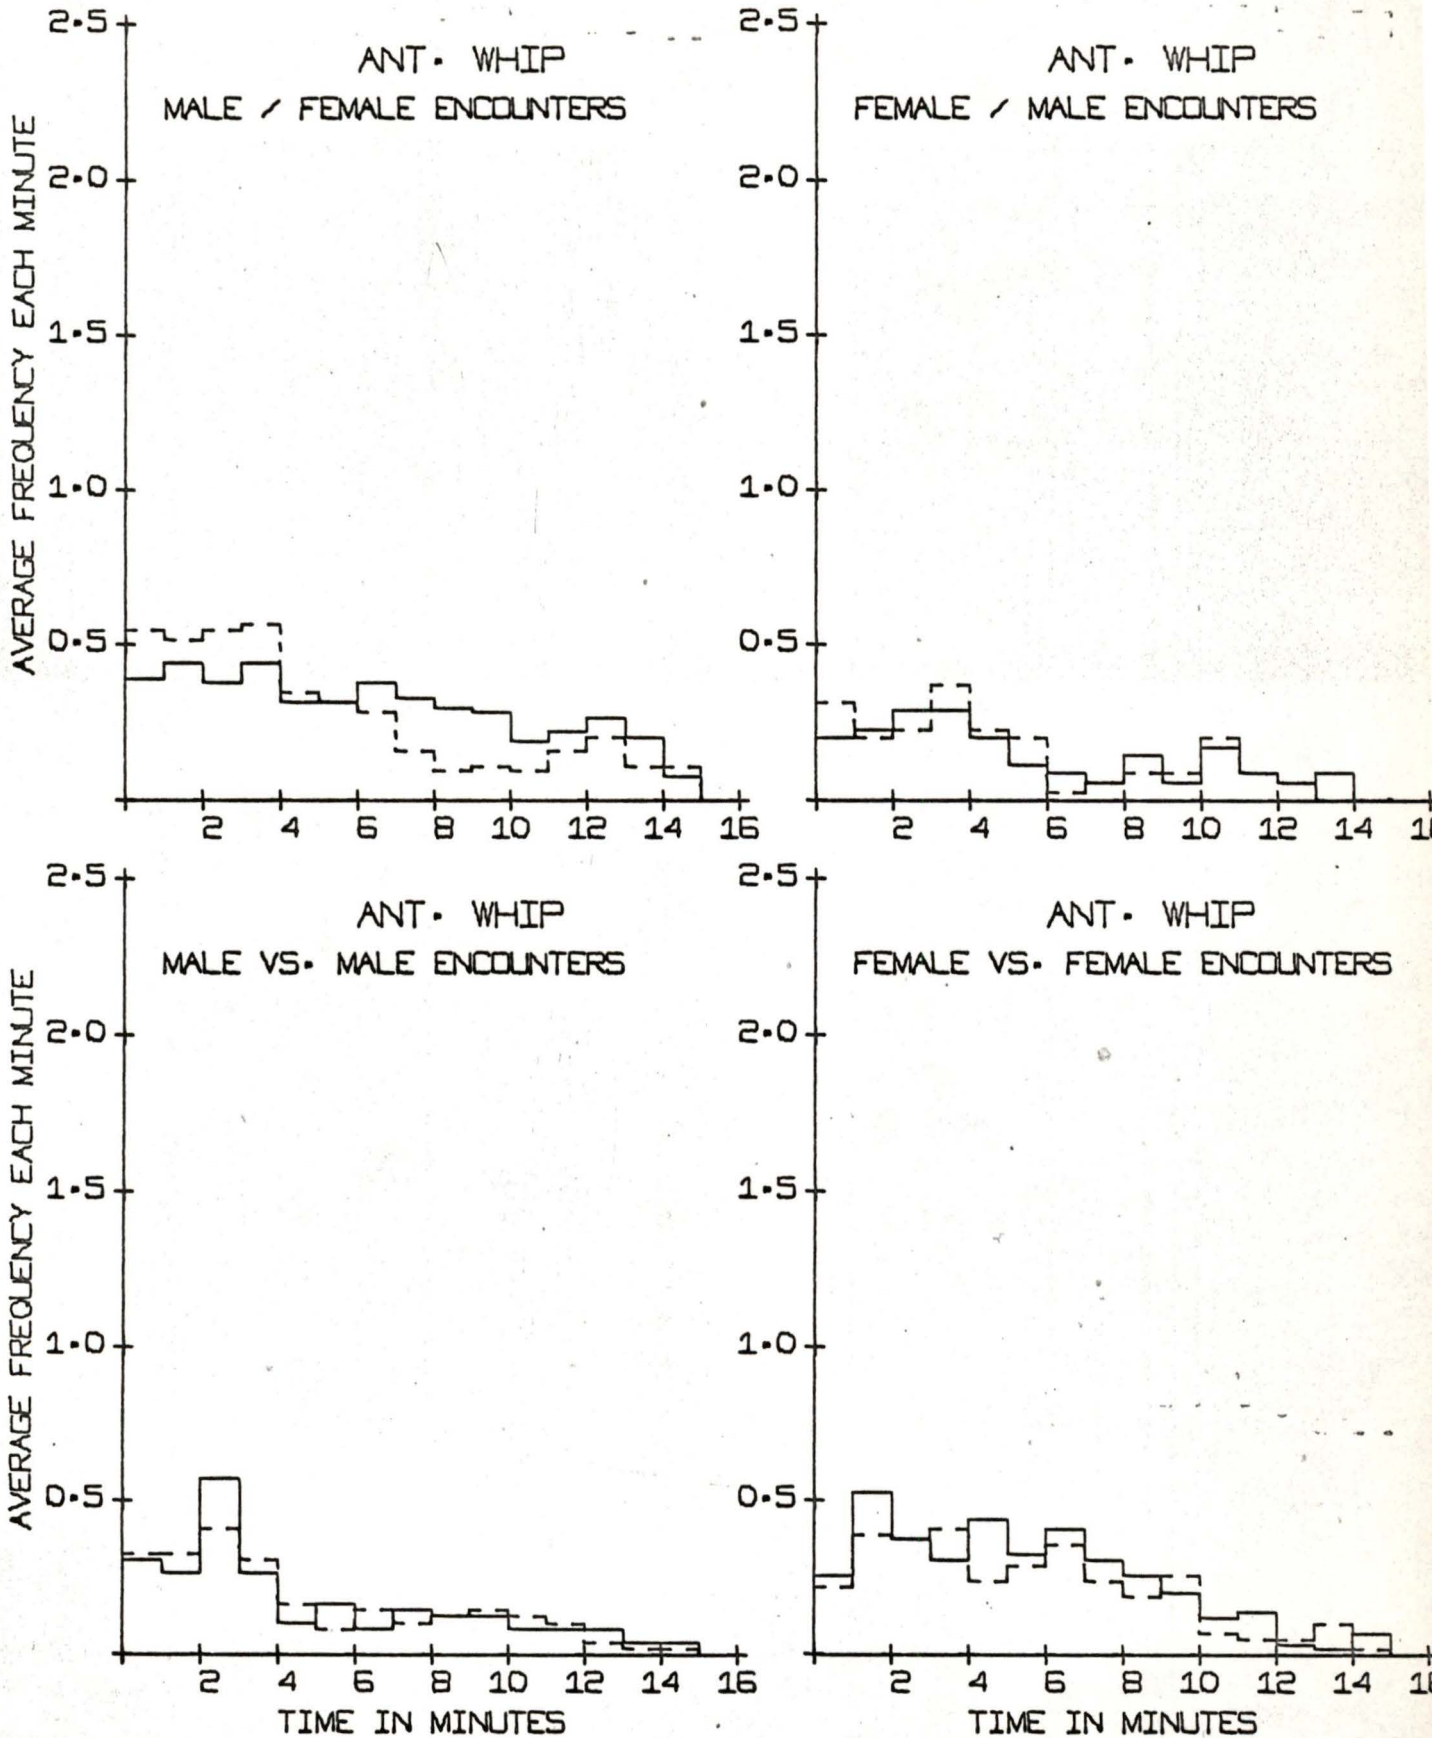 ANT. WHIP
MALE / FEMALE ENCOUNTERS
AVERAGE FREQUENCY EACH MINUTE
2.5
2.0
1.5
1.0
0.5
2 4 6 8 10 12 14 16
ANT. WHIP
FEMALE / MALE ENCOUNTERS
2.5
2.0
1.5
1.0
0.5
2 4 6 8 10 12 14
ANT. WHIP
MALE VS. MALE ENCOUNTERS
AVERAGE FREQUENCY EACH MINUTE
2.5
2.0
1.5
1.0
0.5
2 4 6 8 10 12 14 16
TIME IN MINUTES
ANT. WHIP
FEMALE VS. FEMALE ENCOUNTERS
2.5
2.0
1.5
1.0
0.5
2 4 6 8 10 12 14
TIME IN MINUTES